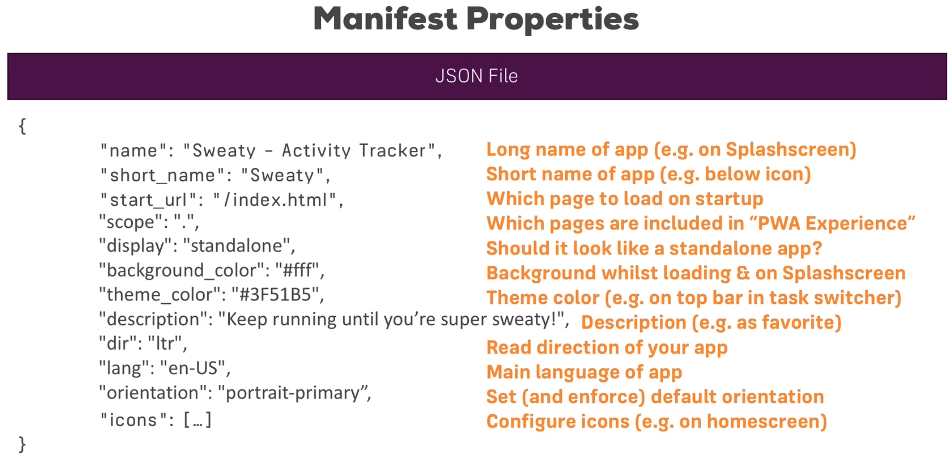 Manifest Properties
JSON File
{
"name": "Sweaty – Activity Tracker", Long name of app (e.g. on Splashscreen)
"short_name": "Sweaty", Short name of app (e.g. below icon)
"start_url": "/index.html", Which page to load on startup
"scope": ".", Which pages are included in “PWA Experience”
"display": "standalone", Should it look like a standalone app?
"background_color": "#fff", Background whilst loading & on Splashscreen
"theme_color": "#3F51B5", Theme color (e.g. on top bar in task switcher)
"description": "Keep running until you’re super sweaty!", Description (e.g. as favorite)
"dir": "ltr", Read direction of your app
"lang": "en-US", Main language of app
"orientation": "portrait-primary”, Set (and enforce) default orientation
"icons": […] Configure icons (e.g. on homescreen)
}